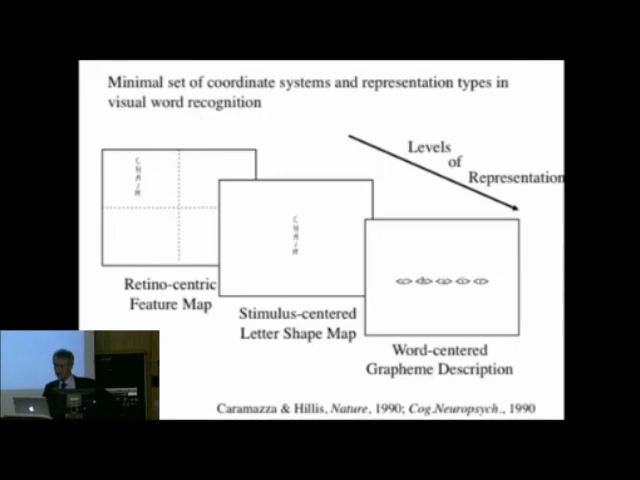 Minimal set of coordinate systems and representation types in
visual word recognition
Levels
of
Representation
C
H
A
I
R
C
H
A
I
R
<c> <h> <a> <i> <r>
Retino-centric
Feature Map
Stimulus-centered
Letter Shape Map
Word-centered
Grapheme Description
Caramazza & Hillis, Nature, 1990; Cog.Neuropsych., 1990